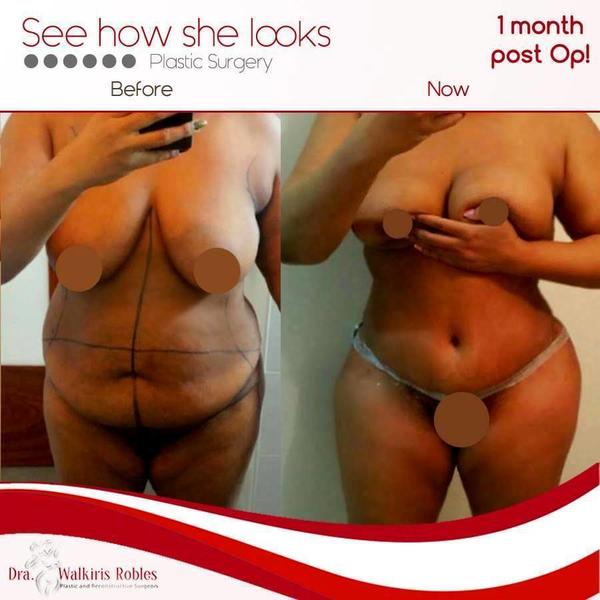 See how she looks
Plastic Surgery
1 month
post Op!
Before
Now
Dra. Walkiris Robles
Plastic and Reconstructive Surgeon